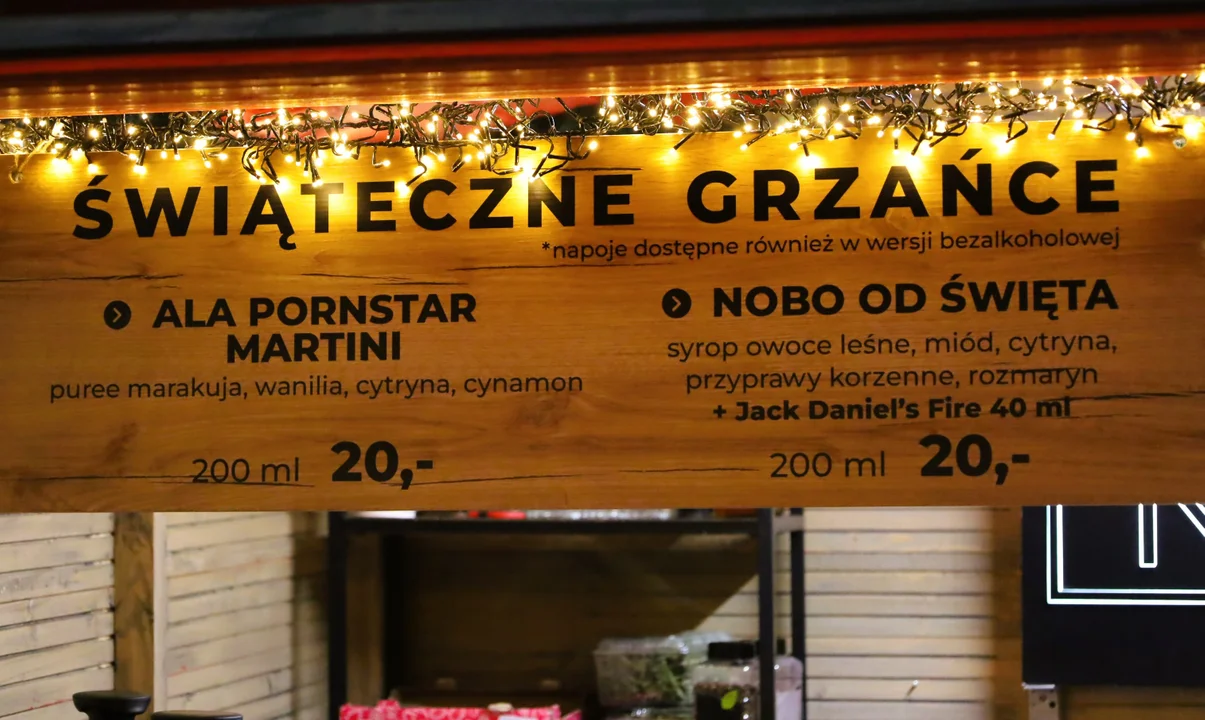 ŚWIĄTECZNE GRZAŃCE
*napoje dostępne również w wersji bezalkoholowej
ALA PORNSTAR
MARTINI
puree marakuja, wanilia, cytryna, cynamon
200 ml 20,-
NOBO OD ŚWIĘTA
syrop owoce leśne, miód, cytryna,
przyprawy korzenne, rozmaryn
+ Jack Daniel's Fire 40 ml
200 ml 20,-